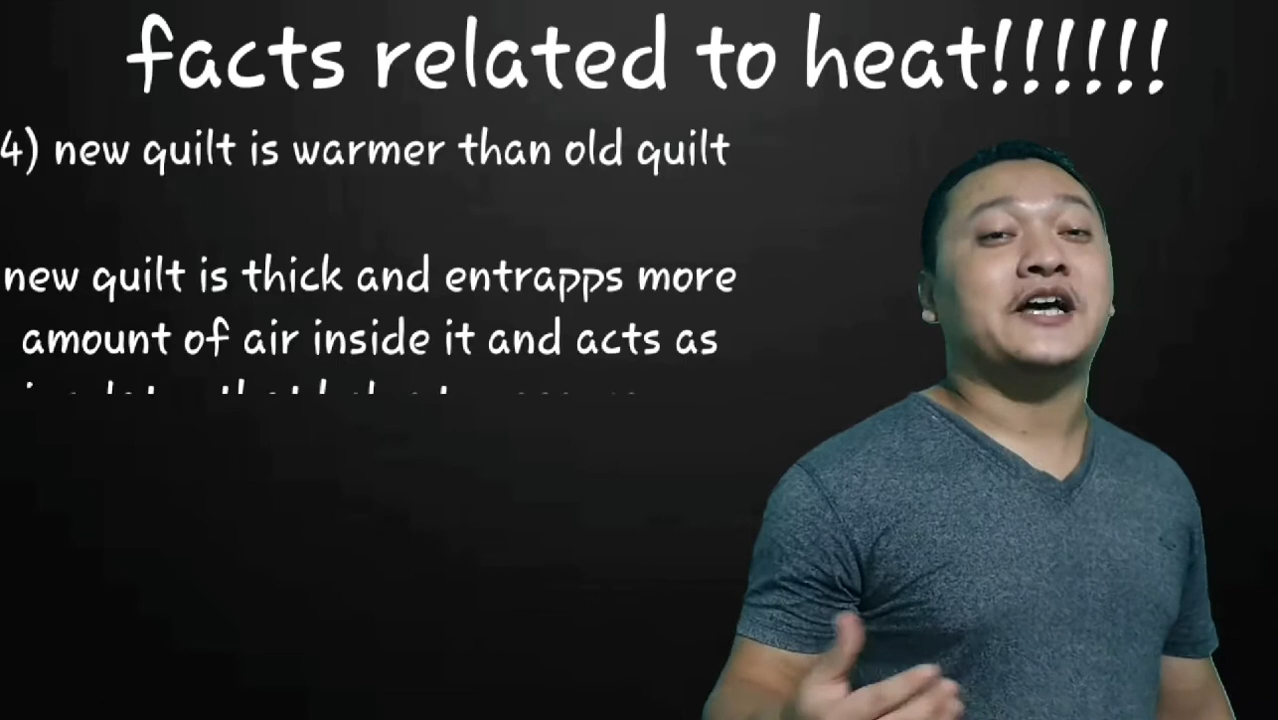 facts related to heat!!!!!!
4) new quilt is warmer than old quilt
new quilt is thick and entrapps more
amount of air inside it and acts as